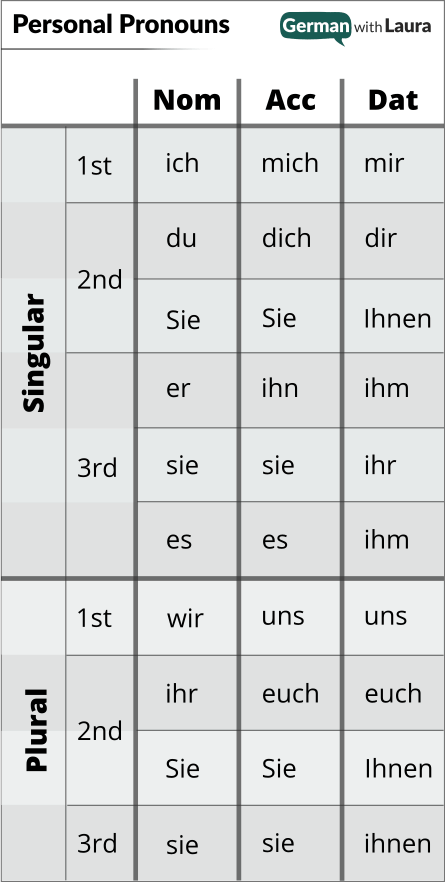 Personal Pronouns
German with Laura
Nom Acc Dat
Singular
1st ich mich mir
2nd du dich dir
Sie Sie Ihnen
3rd er ihn ihm
sie sie ihr
es es ihm
Plural
1st wir uns uns
2nd ihr euch euch
Sie Sie Ihnen
3rd sie sie ihnen